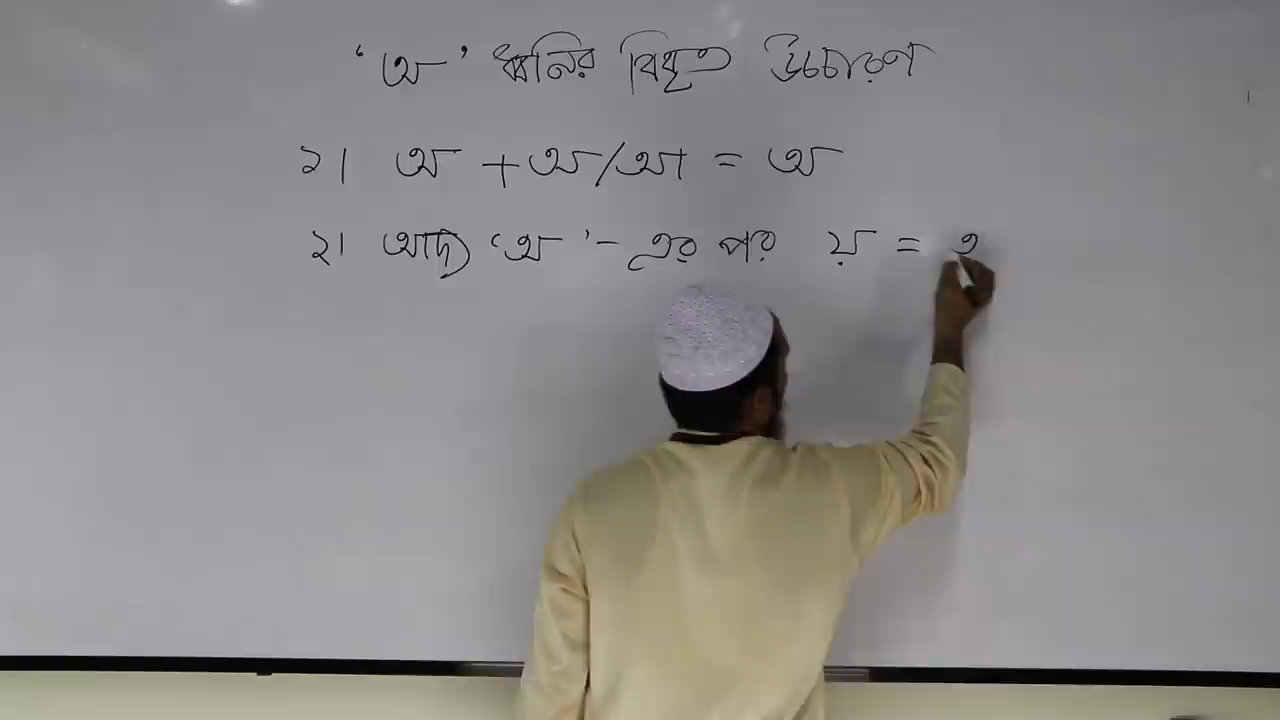 'অ' ধ্বনির বিবৃত উচ্চারণ
১। অ + অ/আ = অ
২। আদ্য 'অ' - এর পর য় =